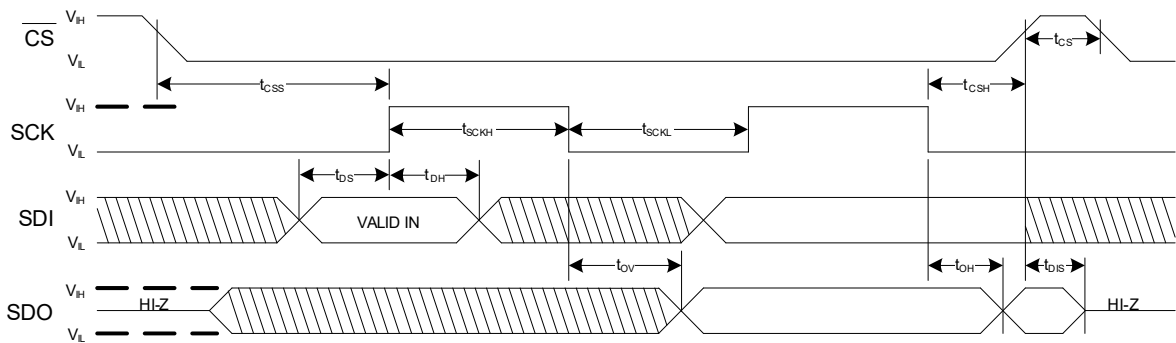 CS
VIH
VIL
tCS
tCSS
tCSH
SCK
VIH
VIL
tSCKH
tSCKL
tDS
tDH
SDI
VIH
VIL
VALID IN
tOV
tOH
tDIS
SDO
VIH
HI-Z
VIL
HI-Z